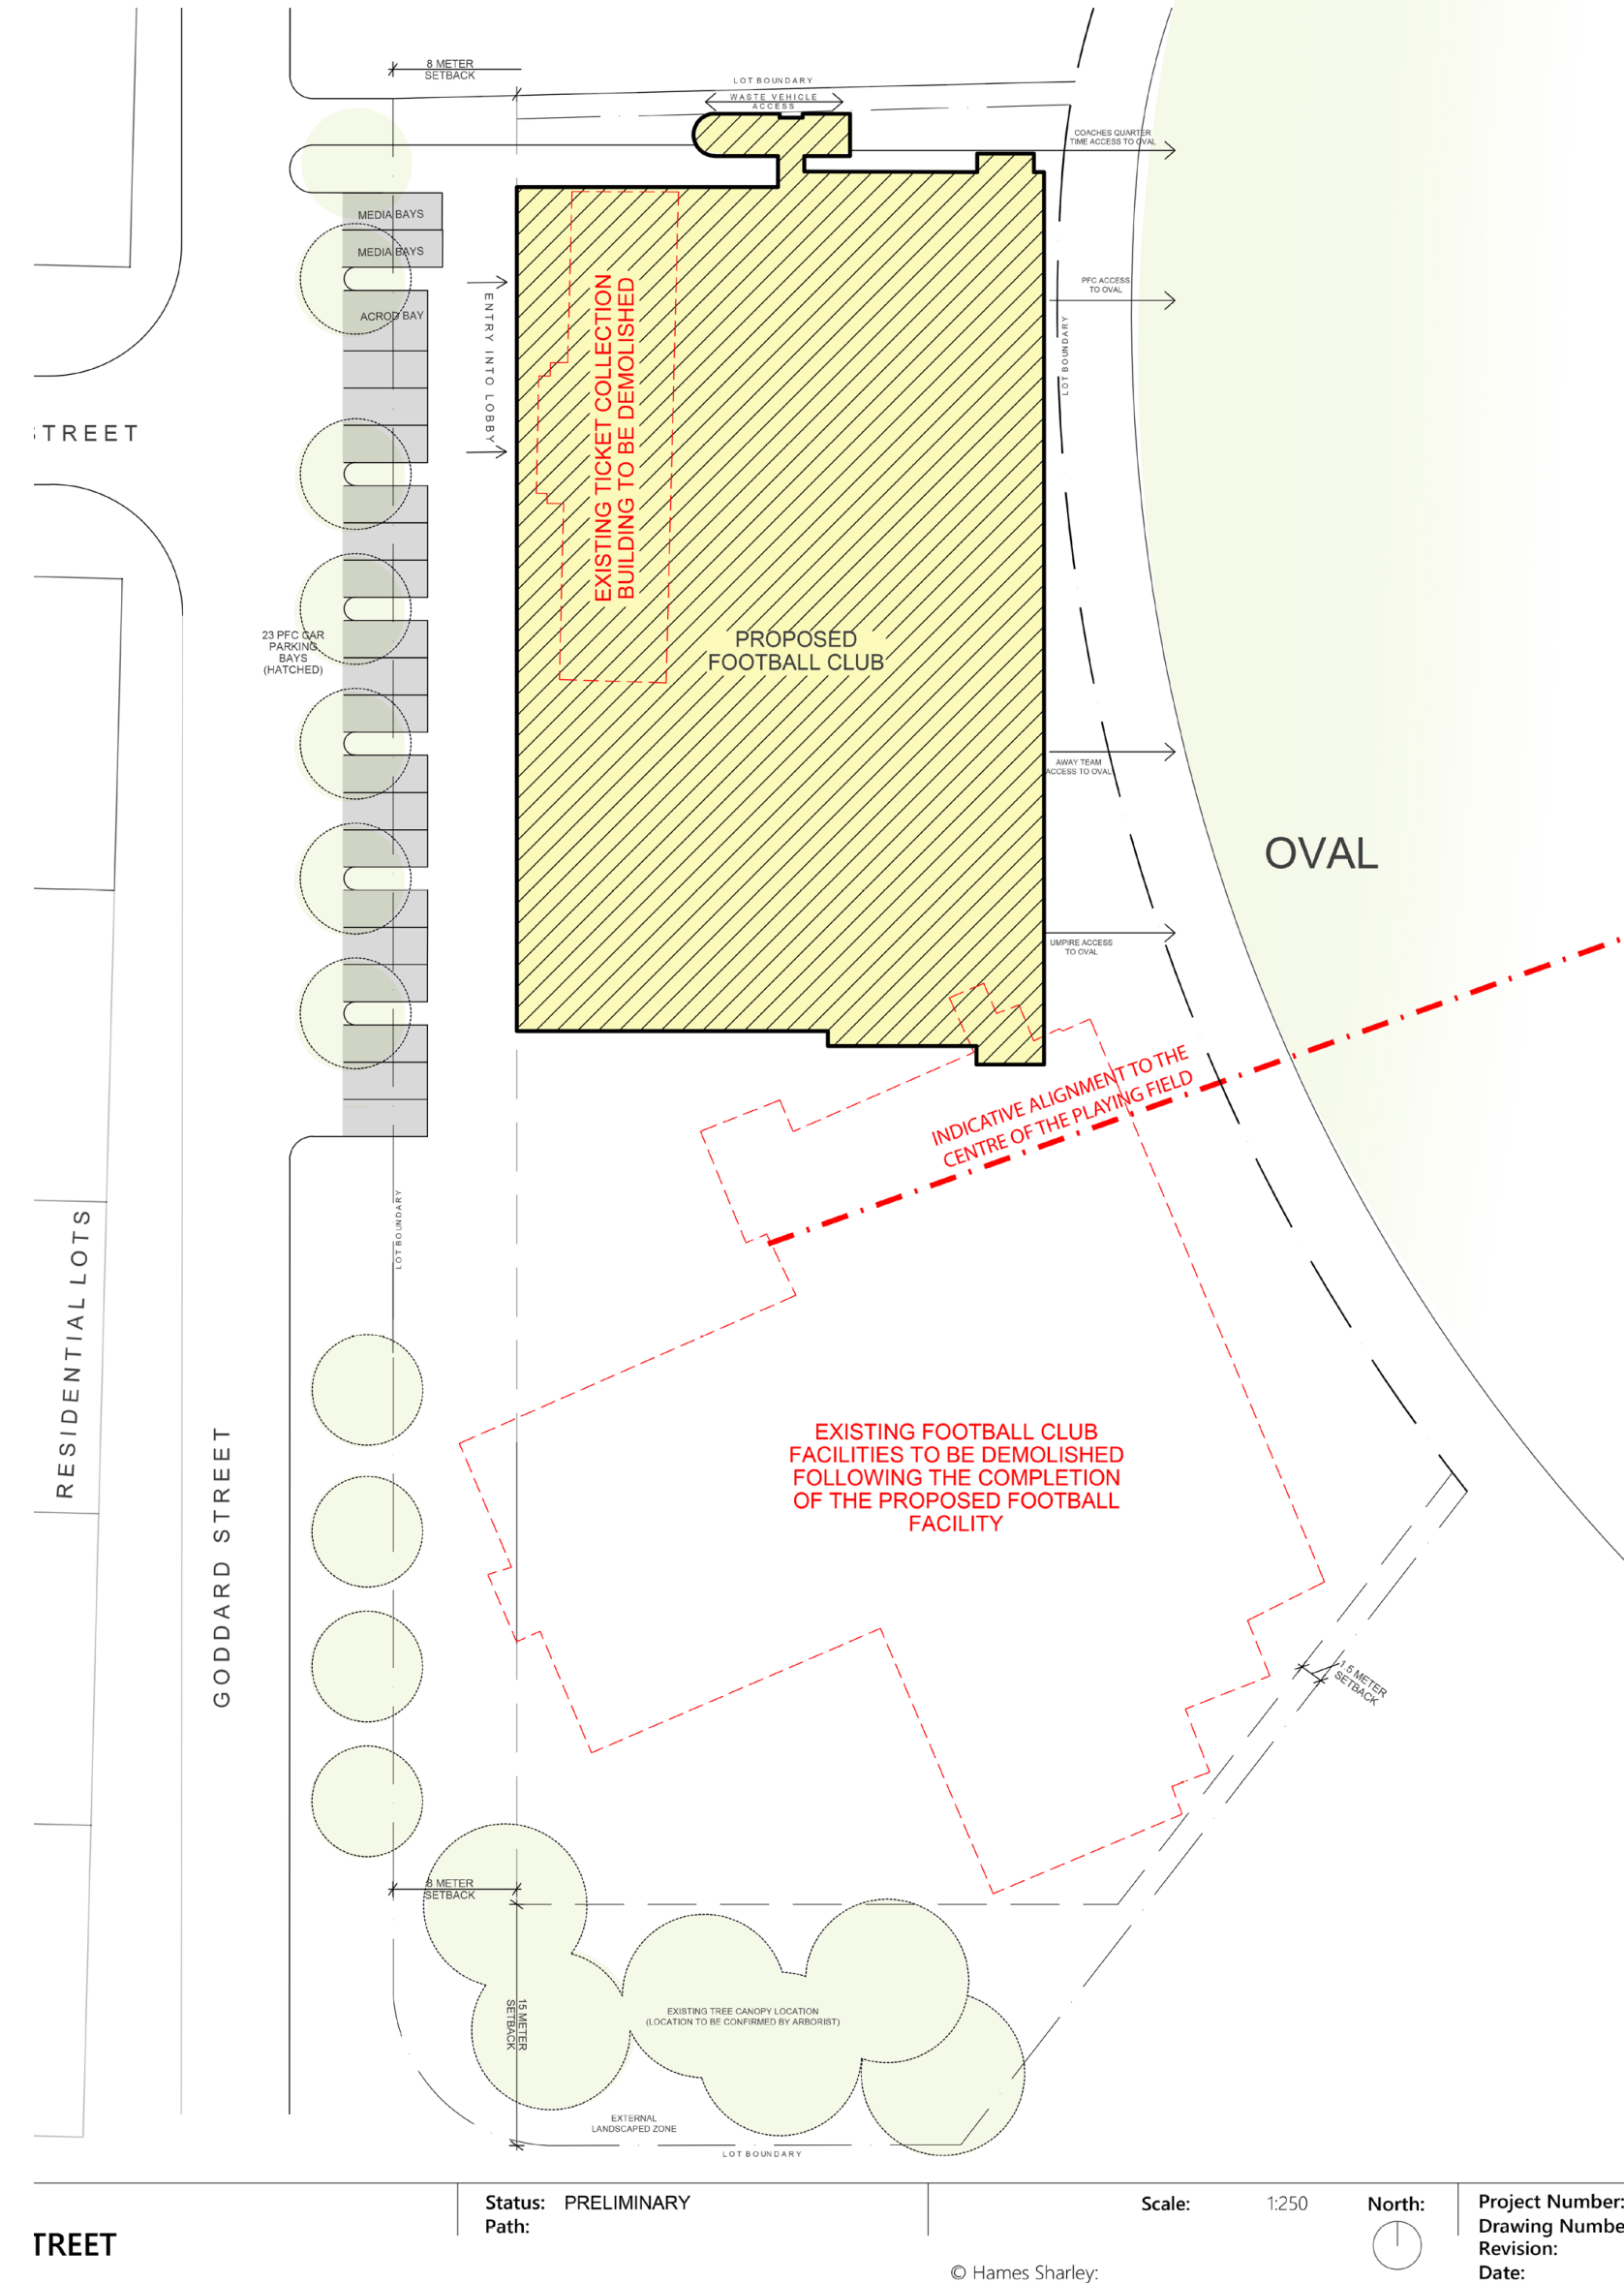 8 METER
SETBACK
LOT BOUNDARY
WASTE VEHICLE
ACCESS
COACHES QUARTER
TIME ACCESS TO OVAL
MEDIA BAYS
MEDIA BAYS
ACROD BAY
ENTRY INTO LOBBY
EXISTING TICKET COLLECTION
BUILDING TO BE DEMOLISHED
PFC ACCESS
TO OVAL
LOT BOUNDARY
STREET
23 PFC CAR
PARKING
BAYS
(HATCHED)
PROPOSED
FOOTBALL CLUB
AWAY TEAM
ACCESS TO OVAL
OVAL
UMPIRE ACCESS
TO OVAL
INDICATIVE ALIGNMENT TO THE
CENTRE OF THE PLAYING FIELD
LOT BOUNDARY
RESIDENTIAL LOTS
GODDARD STREET
EXISTING FOOTBALL CLUB
FACILITIES TO BE DEMOLISHED
FOLLOWING THE COMPLETION
OF THE PROPOSED FOOTBALL
FACILITY
1.5 METER
SETBACK
8 METER
SETBACK
15 METER
SETBACK
EXISTING TREE CANOPY LOCATION
(LOCATION TO BE CONFIRMED BY ARBORIST)
EXTERNAL
LANDSCAPED ZONE
LOT BOUNDARY
TREET
Status: PRELIMINARY
Path:
Scale: 1:250
North:
© Hames Sharley:
Project Number:
Drawing Numbe
Revision:
Date: